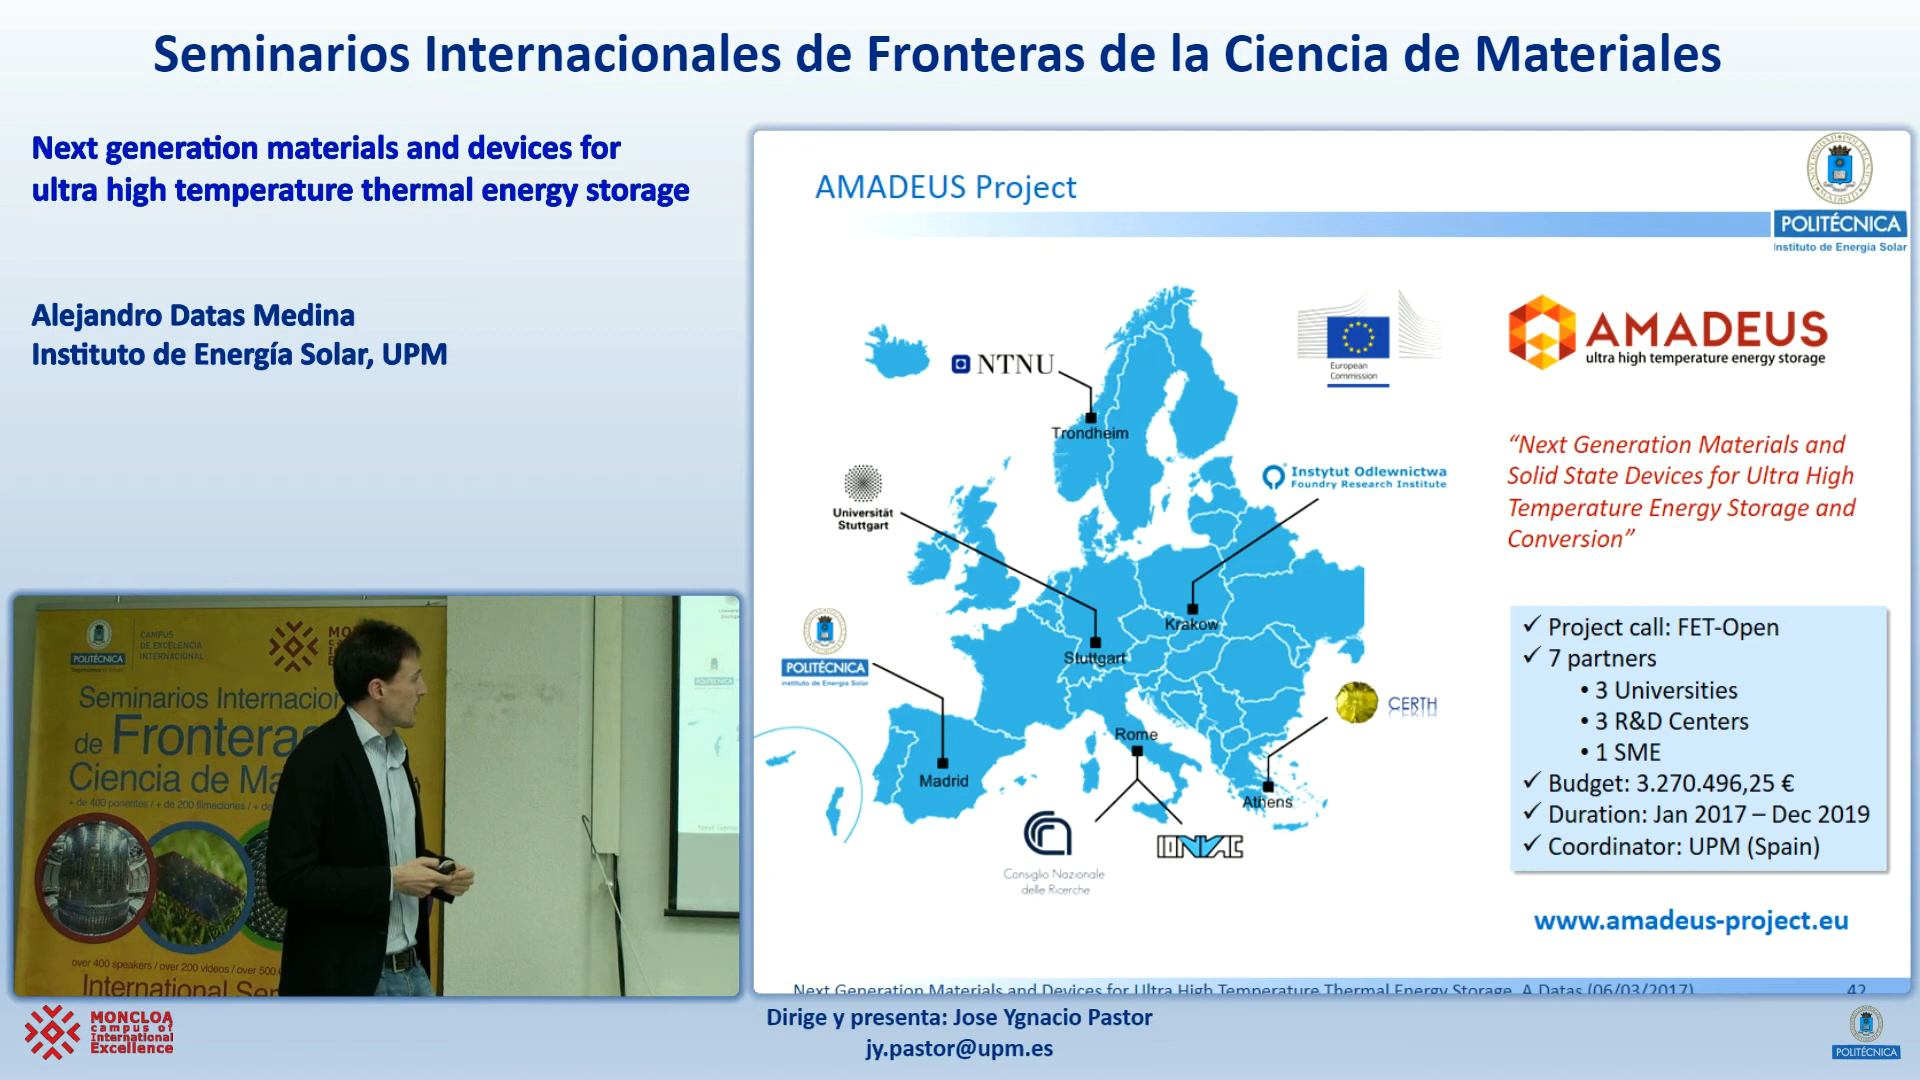 Seminarios Internacionales de Fronteras de la Ciencia de Materiales
Next generation materials and devices for
ultra high temperature thermal energy storage
Alejandro Datas Medina
Instituto de Energía Solar, UPM
AMADEUS Project
POLITÉCNICA
Instituto de Energía Solar
NTNU
Trondheim
European
Commission
AMADEUS
ultra high temperature energy storage
Universität
Stuttgart
Instytut Odlewnictwa
Foundry Research Institute
"Next Generation Materials and
Solid State Devices for Ultra High
Temperature Energy Storage and
Conversion"
Krakow
Stuttgart
POLITÉCNICA
Instituto de Energía Solar
Madrid
Rome
CERTH
Athens
Consiglio Nazionale
delle Ricerche
IONVAC
✓ Project call: FET-Open
✓ 7 partners
• 3 Universities
• 3 R&D Centers
• 1 SME
✓ Budget: 3.270.496,25 €
✓ Duration: Jan 2017 – Dec 2019
✓ Coordinator: UPM (Spain)
www.amadeus-project.eu
Next Generation Materials and Devices for Ultra High Temperature Thermal Energy Storage. A.Datas (06/03/2017)
42
POLITÉCNICA
CAMPUS
DE EXCELENCIA
INTERNACIONAL
Seminarios Internacion
de Fronteras
Ciencia de Ma
+ de 400 ponentes / + de 200 filmaciones / + de
over 400 speakers / over 200 videos / over 500.
International Sem
MONCLOA
campus of
International
Excellence
Dirige y presenta: Jose Ygnacio Pastor
jy.pastor@upm.es
POLITÉCNICA